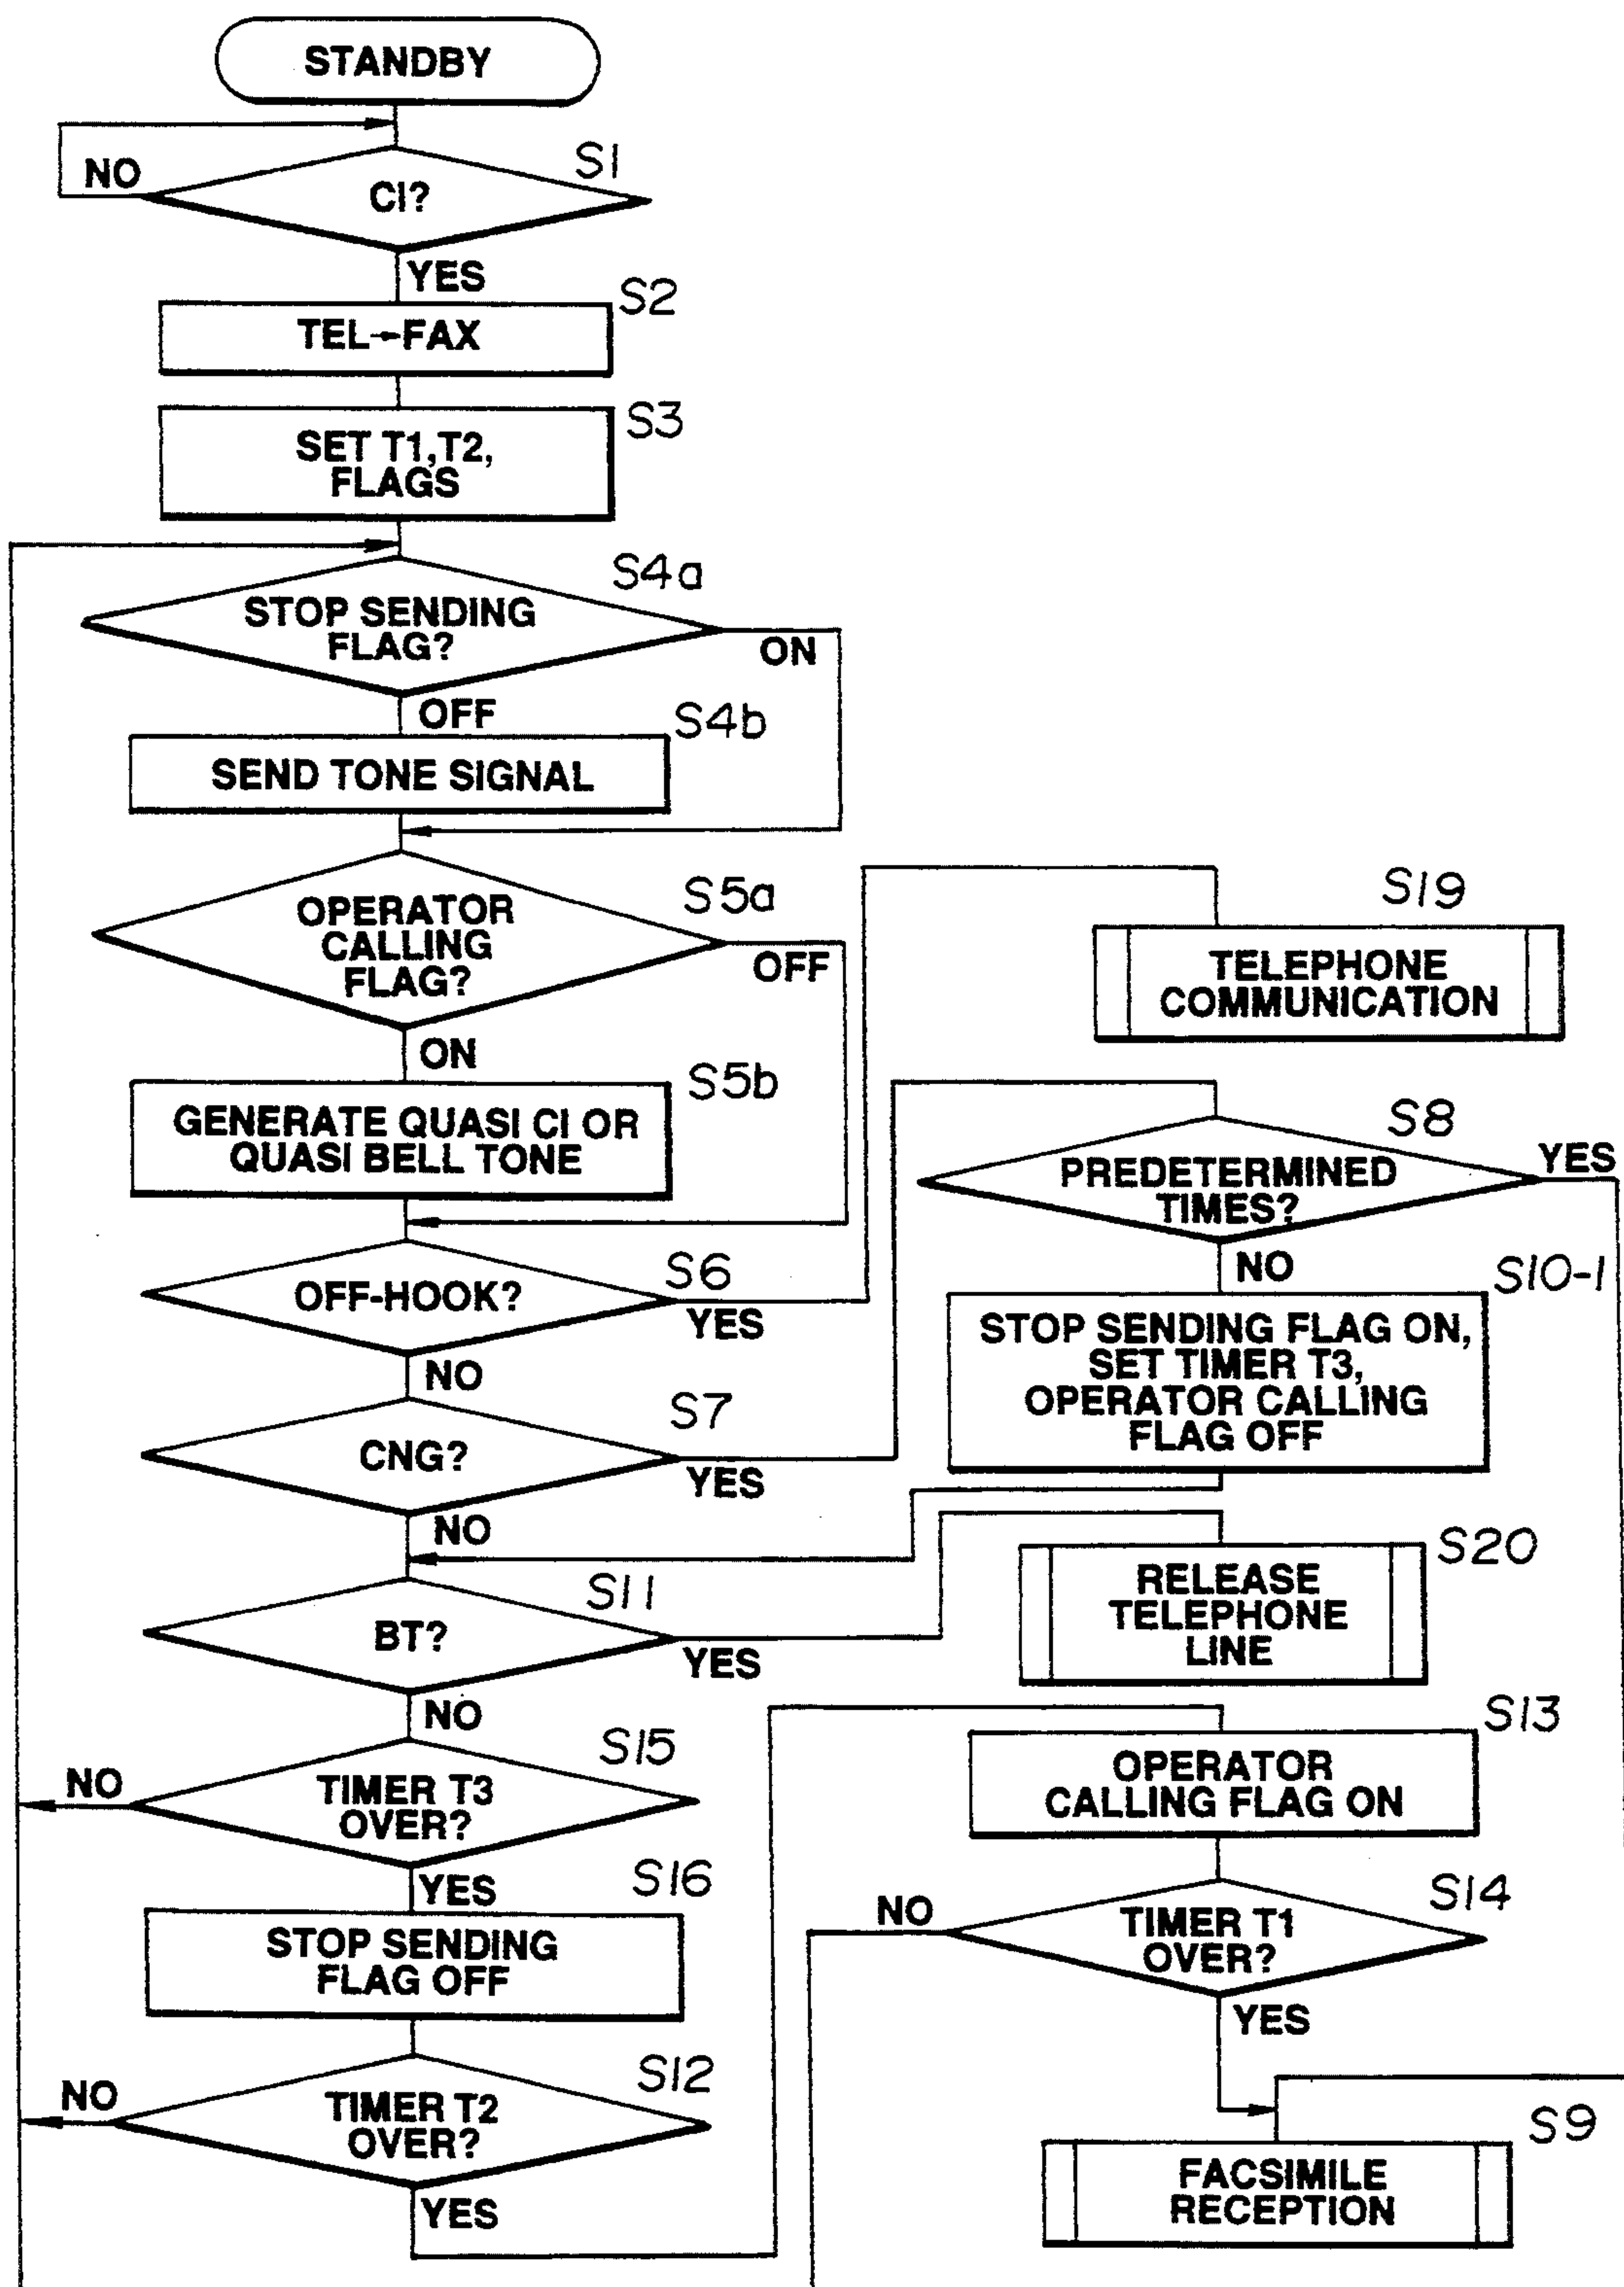 STANDBY
NO
CI?
S1
YES
S2
TEL→FAX
S3
SET T1,T2,
FLAGS
S4a
STOP SENDING
FLAG?
ON
OFF
S4b
SEND TONE SIGNAL
S5a
OPERATOR
CALLING
FLAG?
OFF
ON
S5b
GENERATE QUASI CI OR
QUASI BELL TONE
S6
OFF-HOOK?
YES
NO
S7
CNG?
YES
NO
S11
BT?
YES
NO
S15
NO
TIMER T3
OVER?
YES
S16
STOP SENDING
FLAG OFF
S12
NO
TIMER T2
OVER?
YES
S19
TELEPHONE
COMMUNICATION
S8
YES
PREDETERMINED
TIMES?
NO
S10-1
STOP SENDING FLAG ON,
SET TIMER T3,
OPERATOR CALLING
FLAG OFF
S20
RELEASE
TELEPHONE
LINE
S13
OPERATOR
CALLING FLAG ON
S14
NO
TIMER T1
OVER?
YES
S9
FACSIMILE
RECEPTION